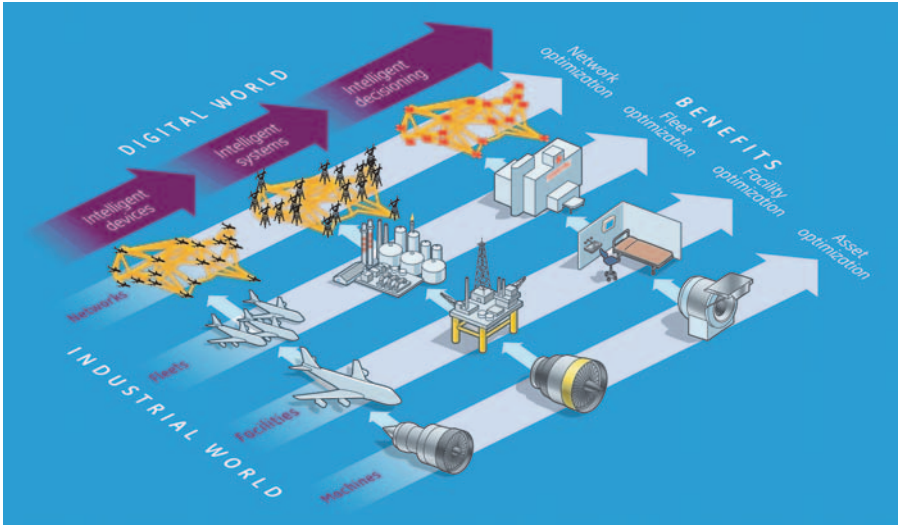 DIGITAL WORLD
Intelligent
devices
Intelligent
systems
Intelligent
decisioning
INDUSTRIAL WORLD
Networks
Fleets
Facilities
Machines
BENEFITS
Network
optimization
Fleet
optimization
Facility
optimization
Asset
optimization